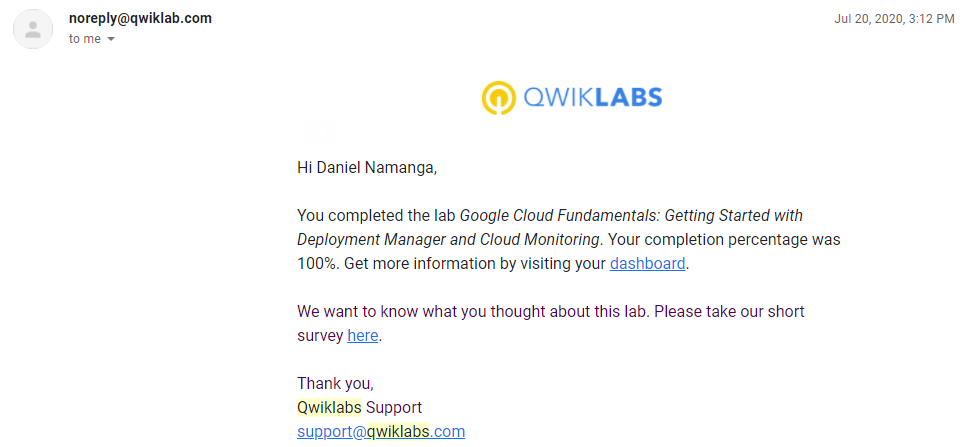 noreply@qwiklab.com
Jul 20, 2020, 3:12 PM
to me
QWIKLABS
Hi Daniel Namanga,
You completed the lab Google Cloud Fundamentals: Getting Started with
Deployment Manager and Cloud Monitoring. Your completion percentage was
100%. Get more information by visiting your dashboard.
We want to know what you thought about this lab. Please take our short
survey here.
Thank you,
Qwiklabs Support
support@qwiklabs.com